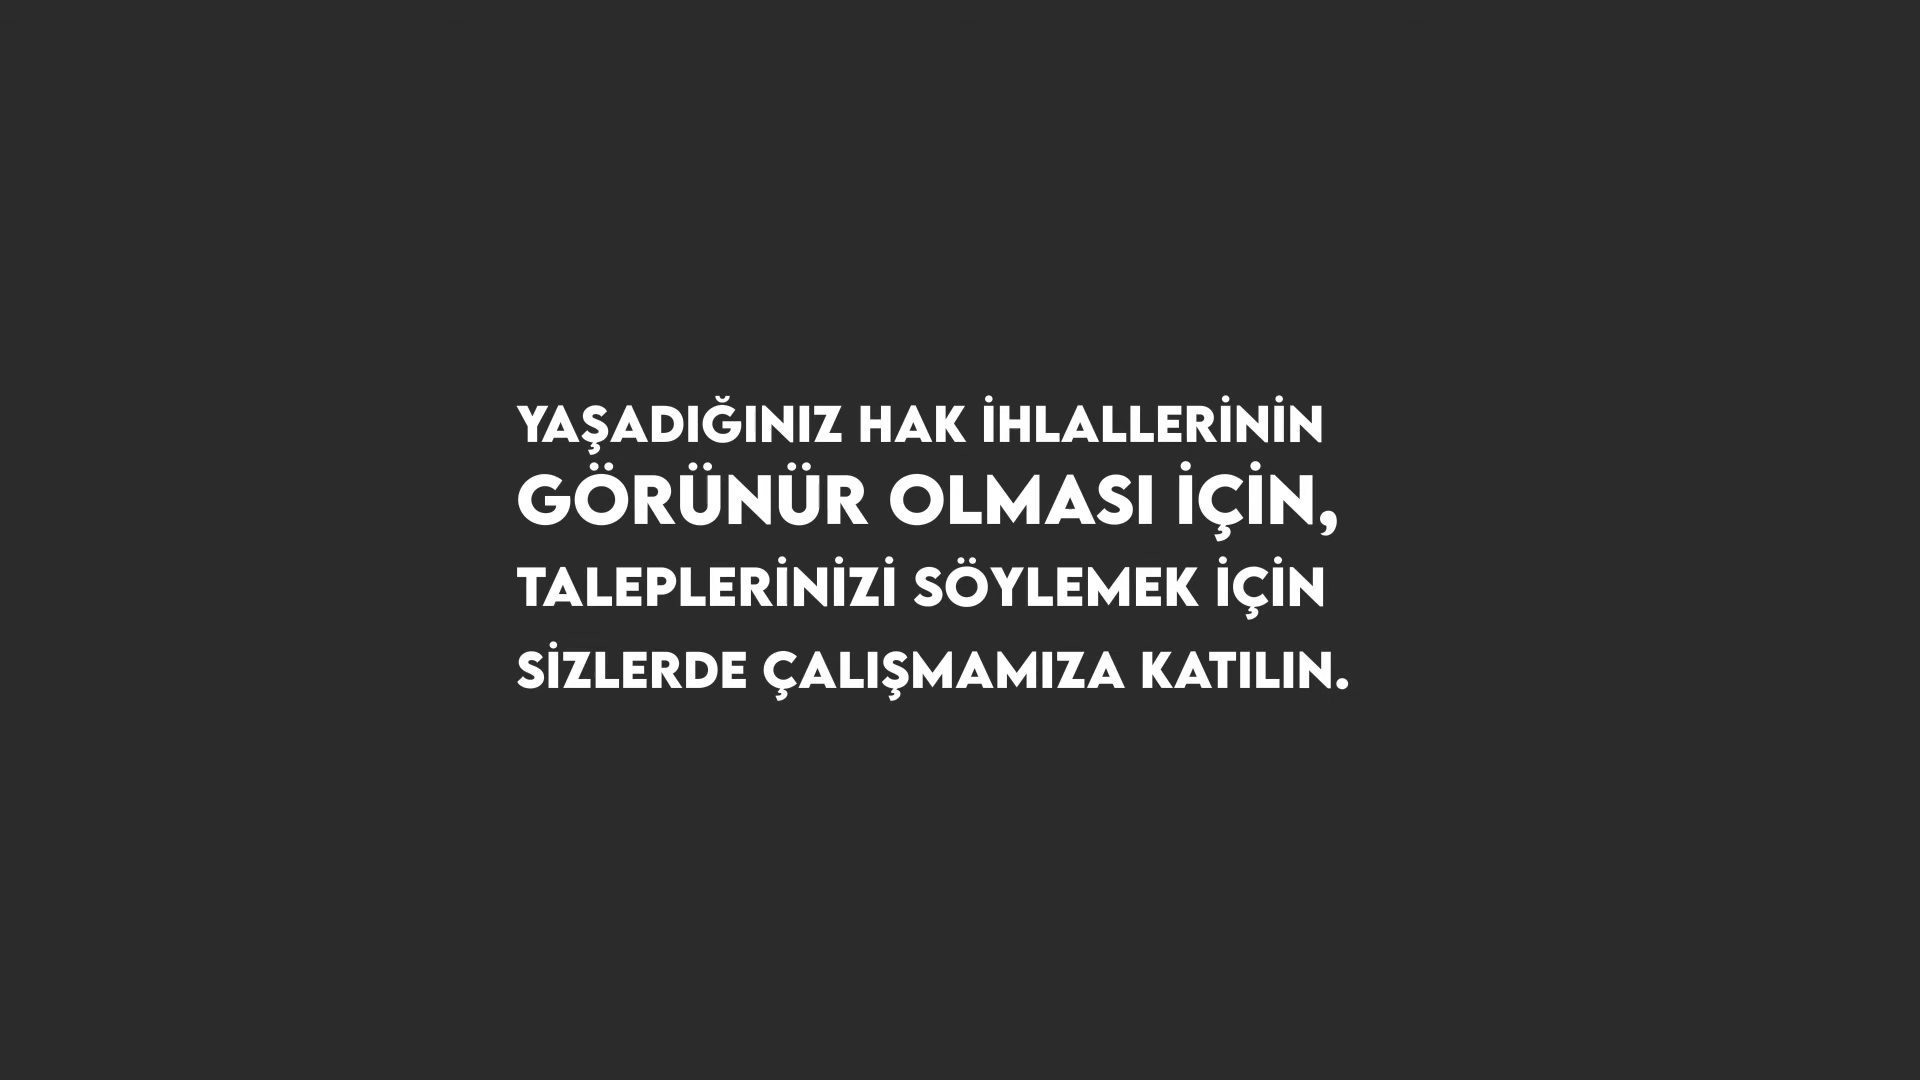 YAŞADIĞINIZ HAK İHLALLERİNİN
GÖRÜNÜR OLMASI İÇİN,
TALEPLERİNİZİ SÖYLEMEK İÇİN
SİZLERDE ÇALIŞMAMIZA KATILIN.